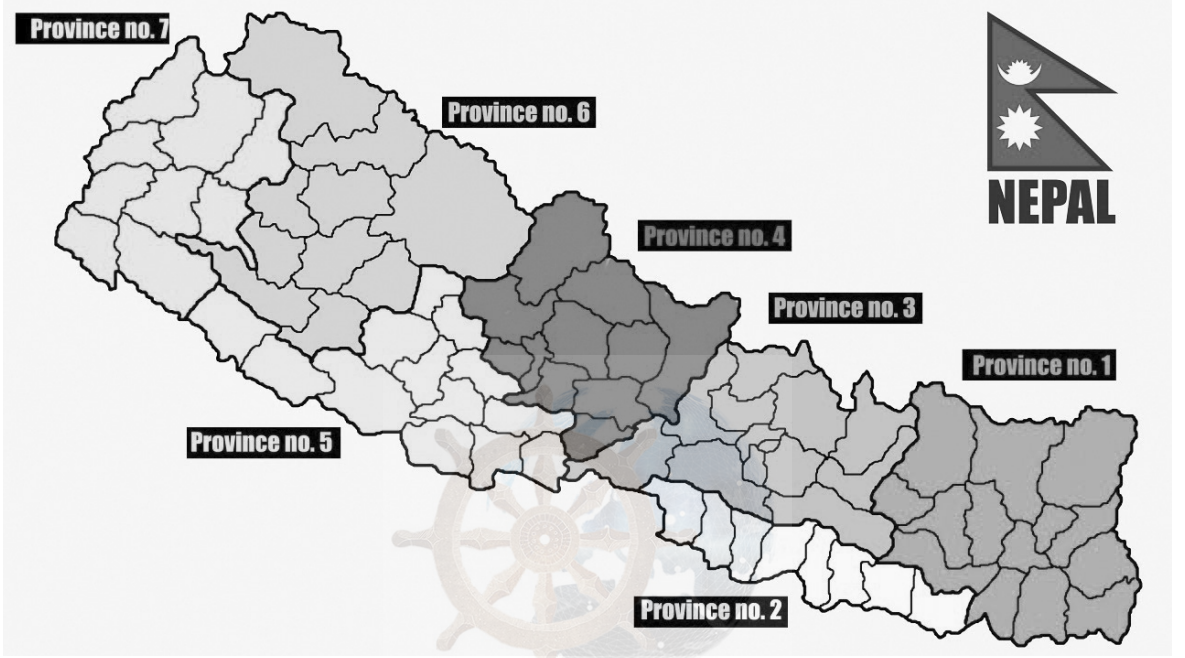 Province no. 7
Province no. 6
NEPAL
Province no. 4
Province no. 3
Province no. 1
Province no. 5
Province no. 2